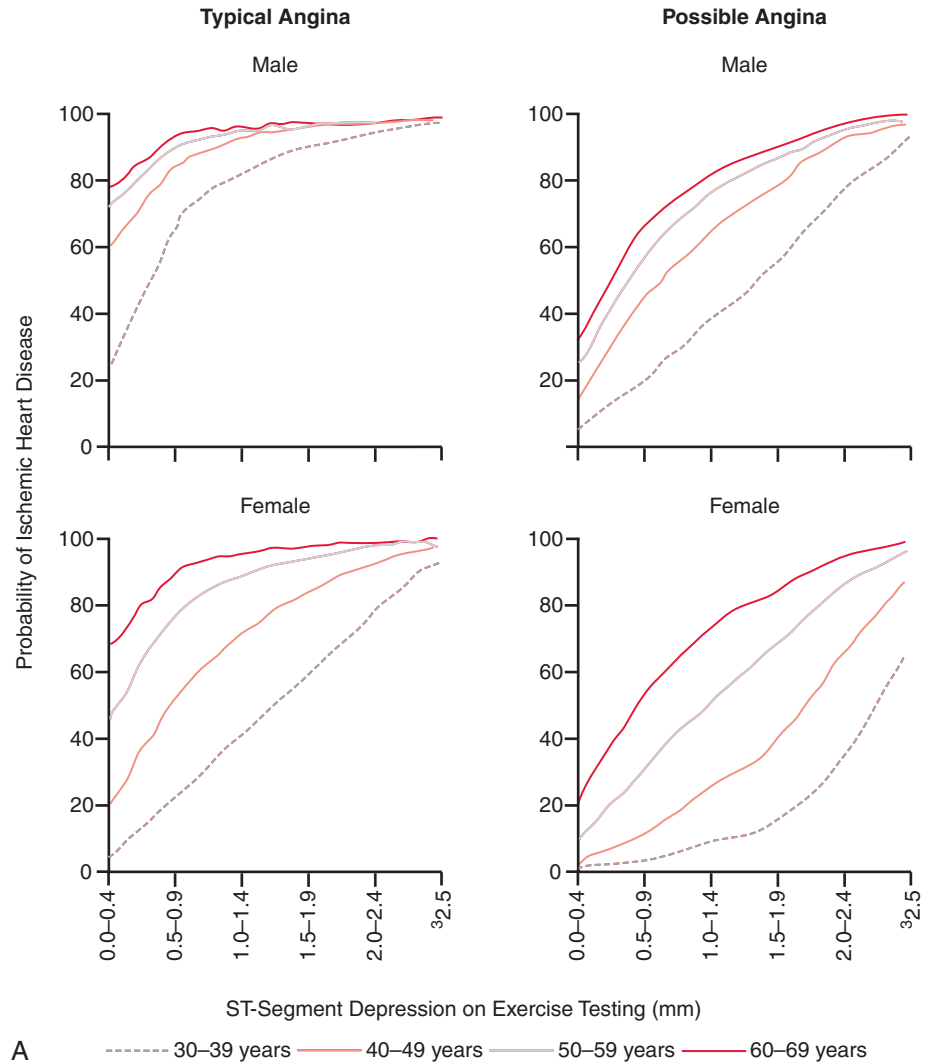 Typical Angina
Possible Angina
Male
Male
Probability of Ischemic Heart Disease
100
80
60
40
20
0
100
80
60
40
20
0
Female
Female
100
80
60
40
20
0
100
80
60
40
20
0
0.0–0.4
0.5–0.9
1.0–1.4
1.5–1.9
2.0–2.4
32.5
0.0–0.4
0.5–0.9
1.0–1.4
1.5–1.9
2.0–2.4
32.5
ST-Segment Depression on Exercise Testing (mm)
A
30–39 years
40–49 years
50–59 years
60–69 years